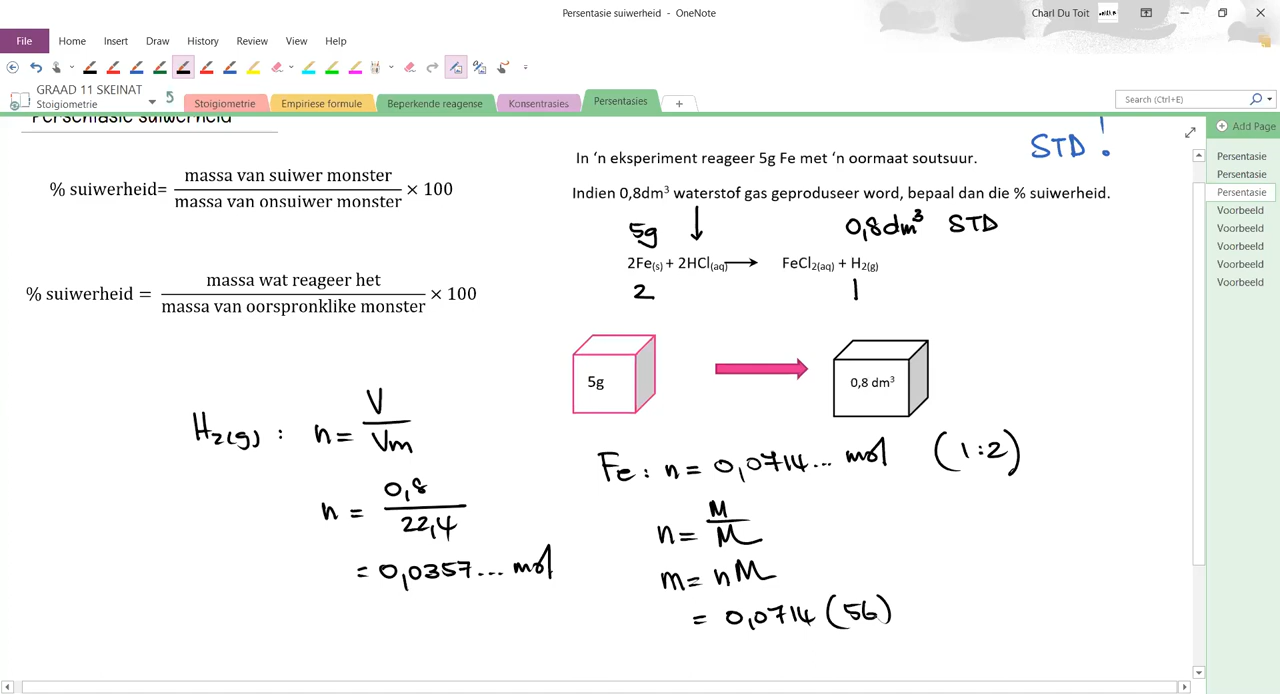 Persentasie suiwerheid - OneNote
Charl Du Toit
File Home Insert Draw History Review View Help
GRAAD 11 SKEINAT
Stoigiometrie
Stoigiometrie Empiriese formule Beperkende reagense Konsentrasies Persentasies +
Search (Ctrl+E)
Add Page
Persentasie
Persentasie
Persentasie
Voorbeeld
Voorbeeld
Voorbeeld
Voorbeeld
Voorbeeld
Persentasie suiwerheid
% suiwerheid= massa van suiwer monster / massa van onsuiwer monster × 100
% suiwerheid = massa wat reageer het / massa van oorspronklike monster × 100
STD!
In ‘n eksperiment reageer 5g Fe met ‘n oormaat soutsuur.
Indien 0,8dm³ waterstof gas geproduseer word, bepaal dan die % suiwerheid.
5g ↓ 0,8dm³ STD
2Fe(s) + 2HCl(aq) ⟶ FeCl2(aq) + H2(g)
2 1
5g
0,8 dm³
H2(g) : n = V / Vm
n = 0,8 / 22,4
= 0,0357... mol
Fe : n = 0,0714... mol (1:2)
n = M / M
m = nM
= 0,0714 (56)